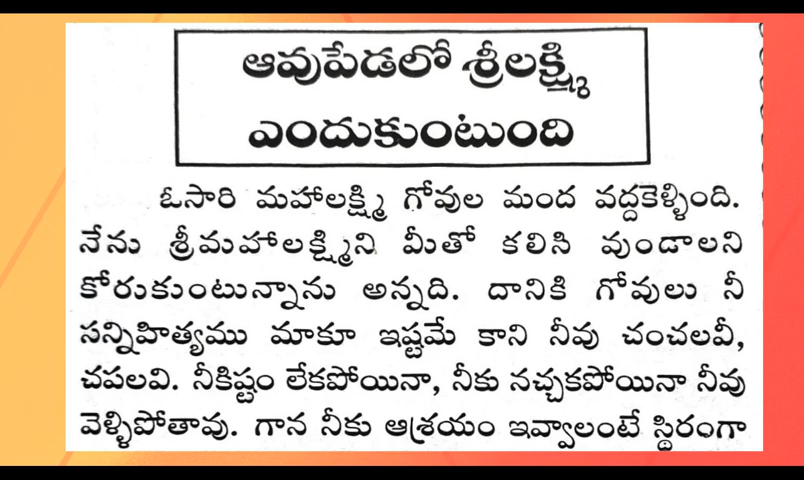 ఆవుపేడలో శ్రీలక్ష్మి
ఎందుకుంటుంది
ఓసారి మహాలక్ష్మి గోవుల మంద వద్దకెళ్ళింది.
నేను శ్రీమహాలక్ష్మిని మీతో కలిసి వుండాలని
కోరుకుంటున్నాను అన్నది. దానికి గోవులు నీ
సన్నిహిత్యము మాకూ ఇష్టమే కాని నీవు చంచలవీ,
చపలవి. నీకిష్టం లేకపోయినా, నీకు నచ్చకపోయినా నీవు
వెళ్ళిపోతావు. గాన నీకు ఆశ్రయం ఇవ్వాలంటే స్థిరంగా